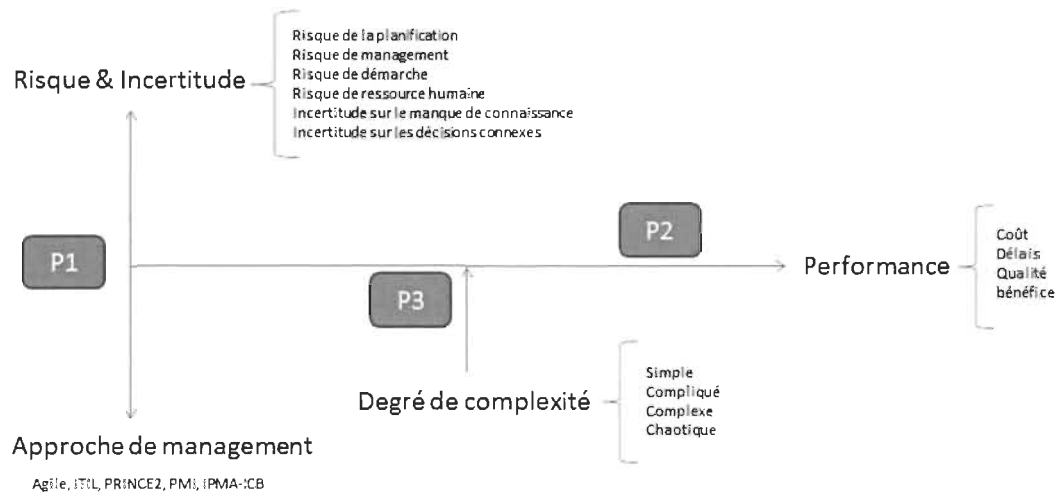 Risque de la planification
Risque de management
Risque & Incertitude
Risque de démarche
Risque de ressource humaine
Incertitude sur le manque de connaissance
Incertitude sur les décisions connexes
P1
P2
P3
Performance
Coût
Délais
Qualité
bénéfice
Degré de complexité
Simple
Compliqué
Complexe
Chaotique
Approche de management
Agile, ITIL, PRINCE2, PMI, IPMA-ICB